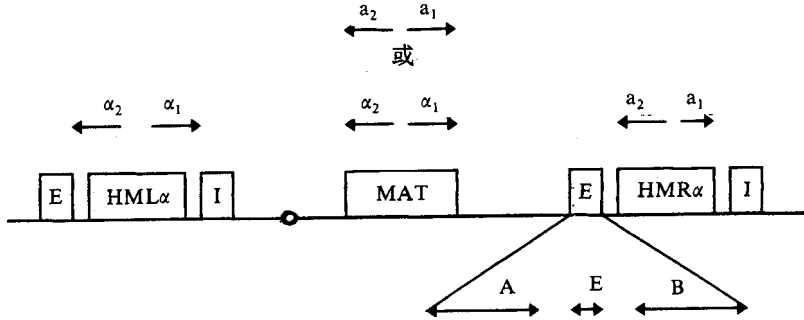 a₂ a₁
或
α₂ α₁ α₂ α₁ a₂ a₁
E HMLα I MAT E HMRα I
A E B